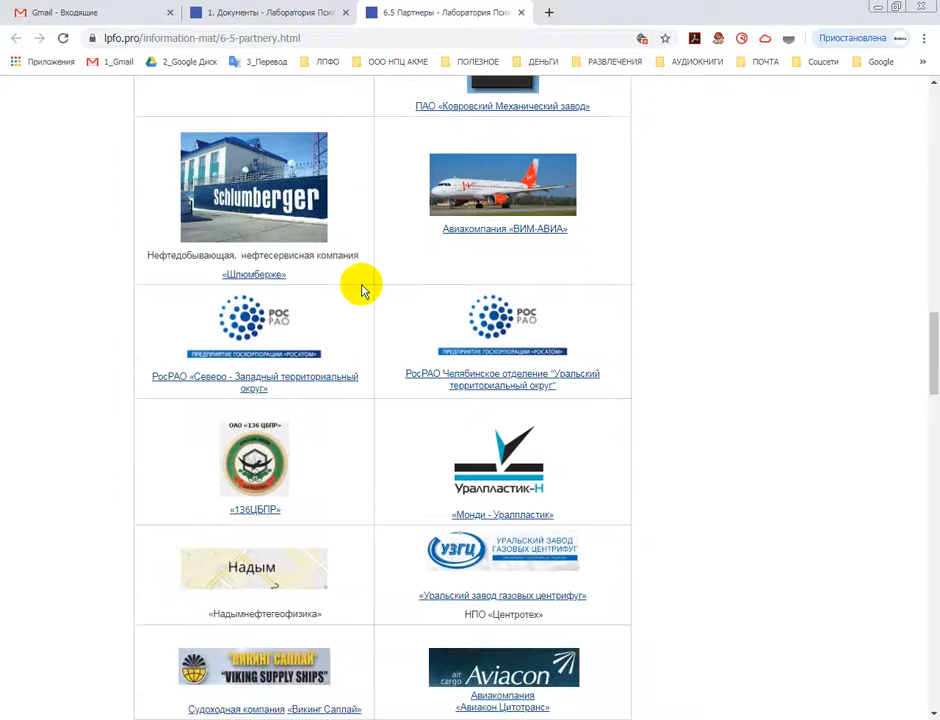 Gmail - Входящие
1. Документы - Лаборатория Пси
6.5 Партнеры - Лаборатория Псих
lpfo.pro/information-mat/6-5-partnery.html
Приостановлена
Приложения
1_Gmail
2_Google Диск
3_Перевод
ЛПФО
ООО НПЦ АКМЕ
ПОЛЕЗНОЕ
ДЕНЬГИ
РАЗВЛЕЧЕНИЯ
АУДИОКНИГИ
ПОЧТА
Соцсети
Google
»
ПАО «Ковровский Механический завод»
Schlumberger
Нефтедобывающая, нефтесервисная компания
«Шлюмберже»
Авиакомпания «ВИМ-АВИА»
РОС
РАО
ПРЕДПРИЯТИЕ ГОСКОРПОРАЦИИ «РОСАТОМ»
РосРАО «Северо - Западный территориальный
округ»
РОС
РАО
ПРЕДПРИЯТИЕ ГОСКОРПОРАЦИИ «РОСАТОМ»
РосРАО Челябинское отделение "Уральский
территориальный округ"
ОАО «136 ЦБПР»
«136ЦБПР»
Уралпластик-Н
«Монди - Уралпластик»
Надым
«Надымнефтегеофизика»
УЗГЦ
УРАЛЬСКИЙ ЗАВОД
ГАЗОВЫХ ЦЕНТРИФУГ
«Уральский завод газовых центрифуг»
НПО «Центротех»
ВИКИНГ САПЛАЙ
"VIKING SUPPLY SHIPS"
Судоходная компания «Викинг Саплай»
air cargo Aviacon
Авиакомпания
«Авиакон Цитотранс»